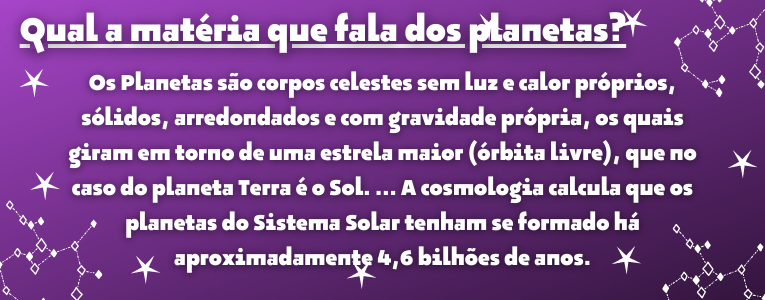 Qual a matéria que fala dos planetas?
Os Planetas são corpos celestes sem luz e calor próprios,
sólidos, arredondados e com gravidade própria, os quais
giram em torno de uma estrela maior (órbita livre), que no
caso do planeta Terra é o Sol. ... A cosmologia calcula que os
planetas do Sistema Solar tenham se formado há
aproximadamente 4,6 bilhões de anos.